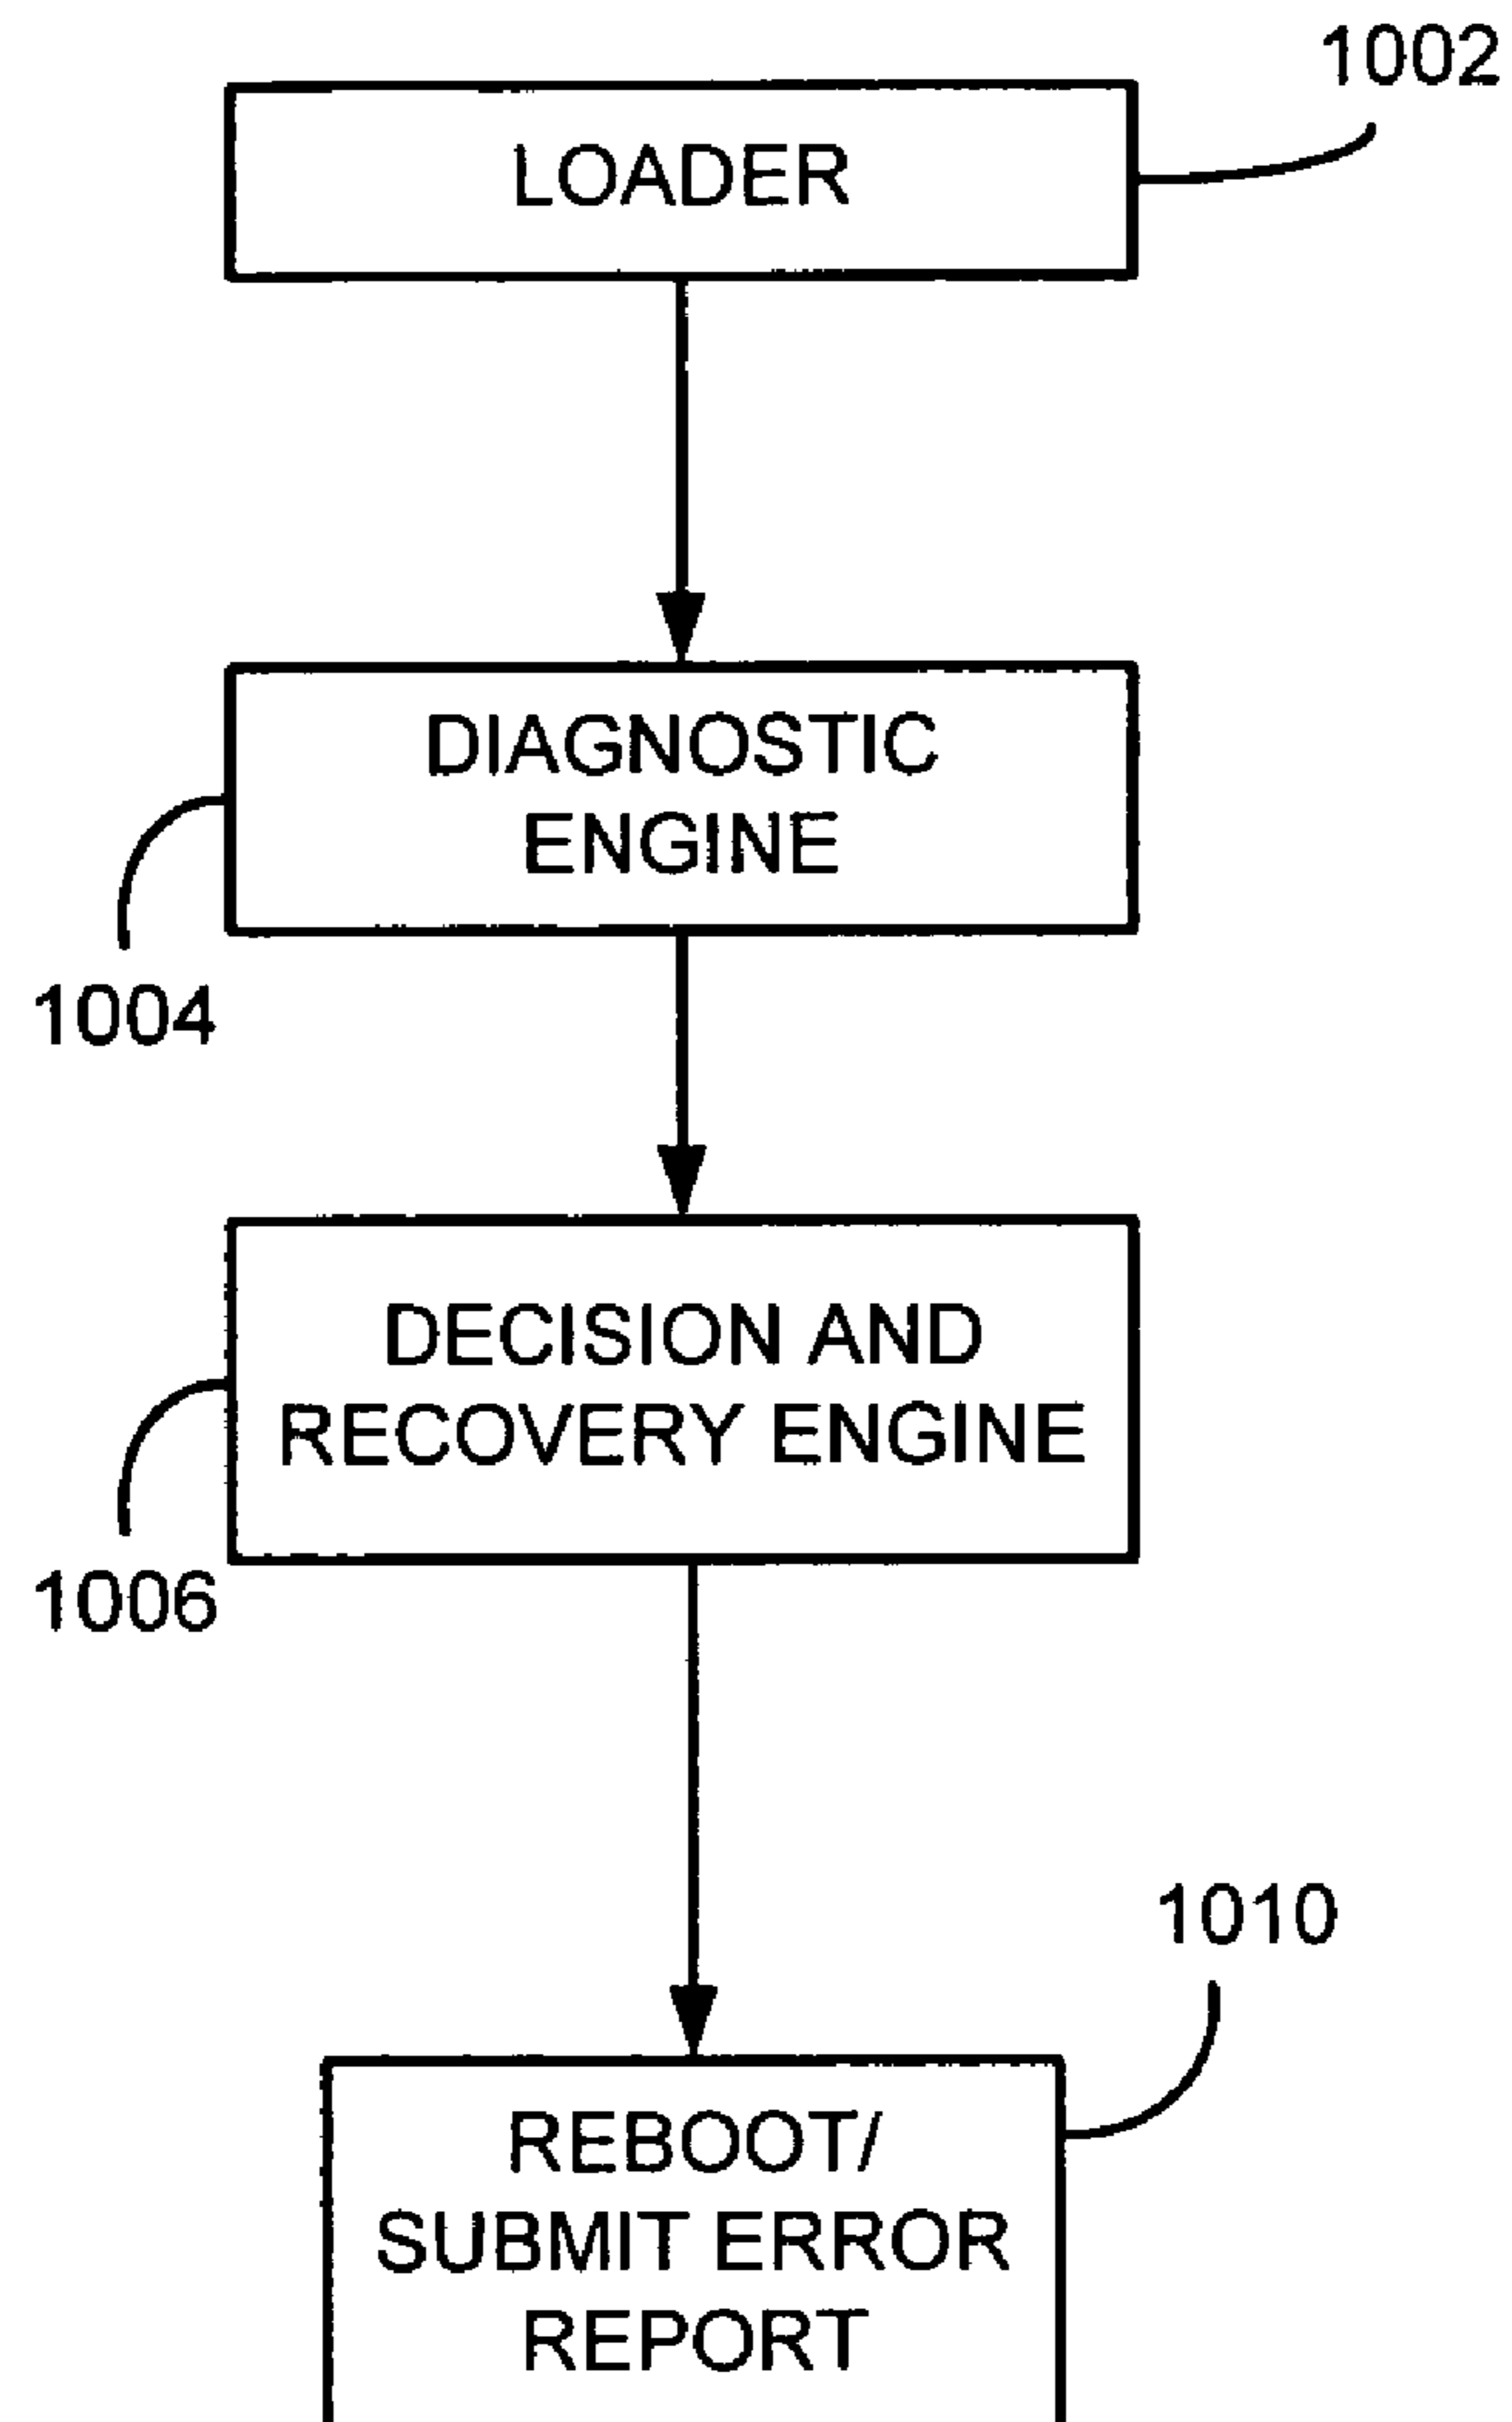 1002
LOADER
DIAGNOSTIC
ENGINE
1004
DECISION AND
RECOVERY ENGINE
1006
1010
REBOOT/
SUBMIT ERROR
REPORT